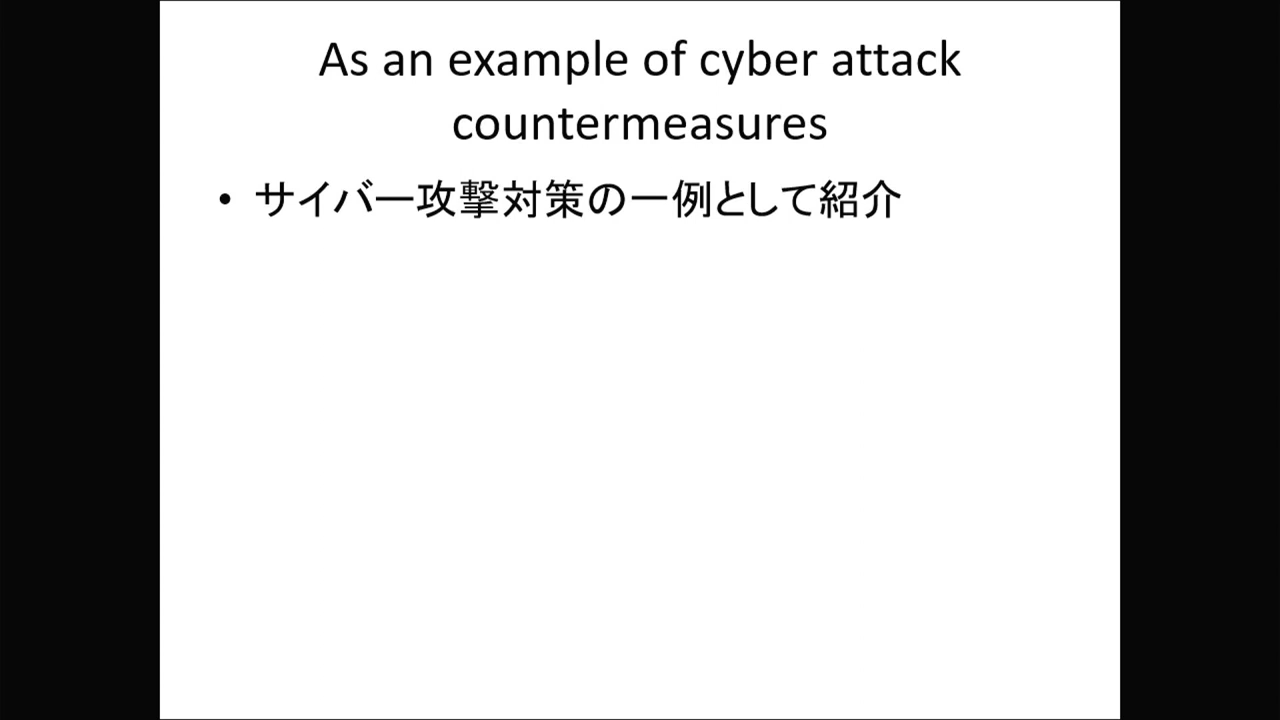 As an example of cyber attack
countermeasures
• サイバー攻撃対策の一例として紹介